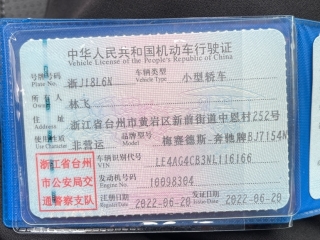 中华人民共和国机动车行驶证
Vehicle License of the People's Republic of China
号牌号码 浙J18L6N 车辆类型 小型轿车
Plate No. Vehicle Type
所有人 林飞
Owner
住址 浙江省台州市黄岩区新前街道中恩村252号
Address
使用性质 非营运 品牌型号 梅赛德斯-奔驰牌BJ7154N
Use Character Model
浙江省台州市公安局交通警察支队
车辆识别代号 LE4AG4CB3NL116166
VIN
发动机号码 10098304
Engine No.
注册日期 2022-06-20 发证日期 2022-06-20
Register Date Issue Date